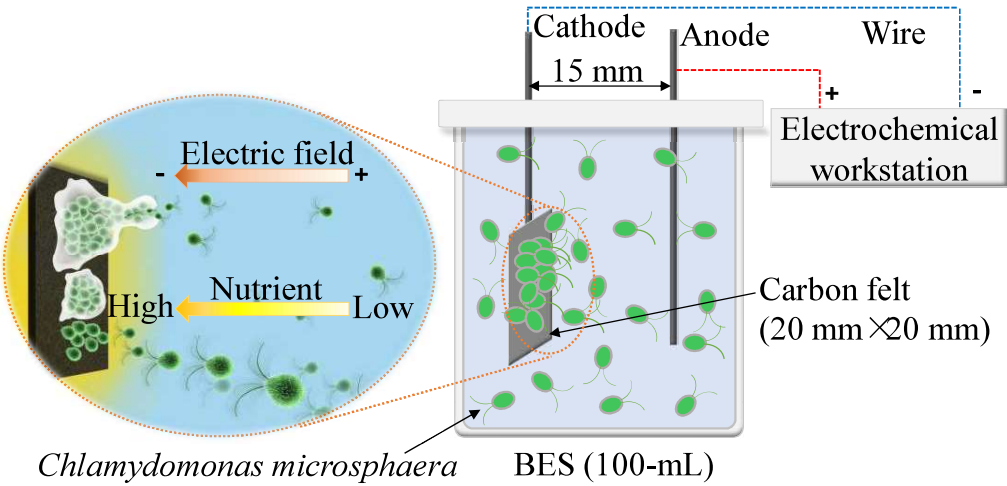 Cathode
Anode
Wire
15 mm
+
-
Electrochemical
workstation
Electric field
-
+
Nutrient
High
Low
Carbon felt
(20 mm×20 mm)
Chlamydomonas microsphaera
BES (100-mL)